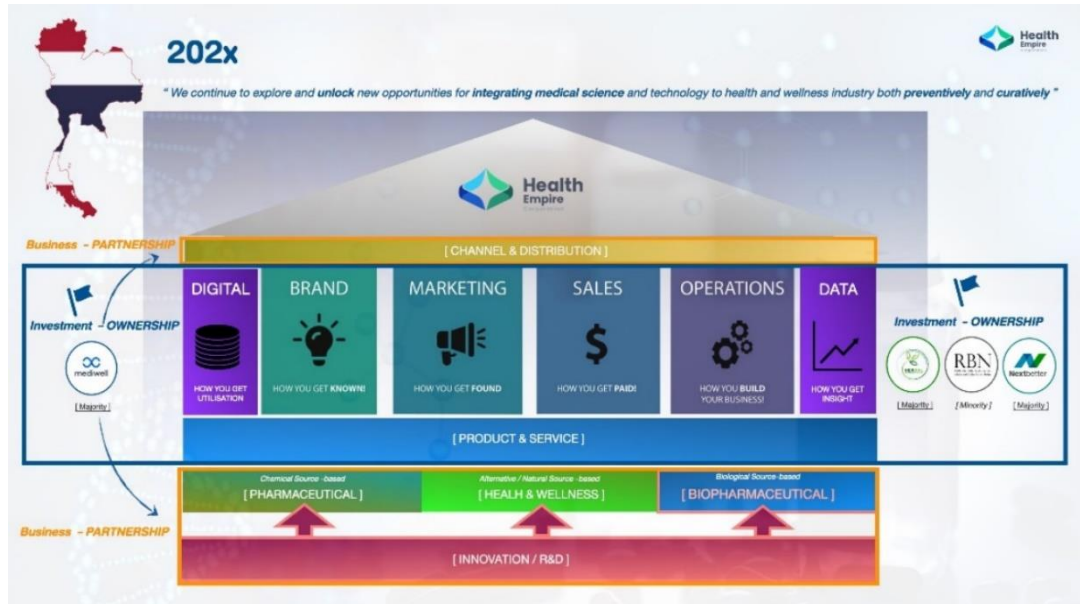 202x
Health
Empire
" We continue to explore and unlock new opportunities for integrating medical science and technology to health and wellness industry both preventively and curatively "
Health
Empire
Business - PARTNERSHIP
[ CHANNEL & DISTRIBUTION ]
Investment - OWNERSHIP
mediwell
[ Majority ]
DIGITAL
HOW YOU GET
UTILISATION
BRAND
HOW YOU GET KNOWN!
MARKETING
HOW YOU GET FOUND
SALES
HOW YOU GET PAID!
OPERATIONS
HOW YOU BUILD
YOUR BUSINESS!
DATA
HOW YOU GET
INSIGHT
Investment - OWNERSHIP
RBN
Nextbetter
[ Majority ]
[ Minority ]
[ Majority ]
[ PRODUCT & SERVICE ]
Chemical Source -based
[ PHARMACEUTICAL ]
Alternative / Natural Source -based
[ HEALH & WELLNESS ]
Biological Source-based
[ BIOPHARMACEUTICAL ]
Business - PARTNERSHIP
[ INNOVATION / R&D ]